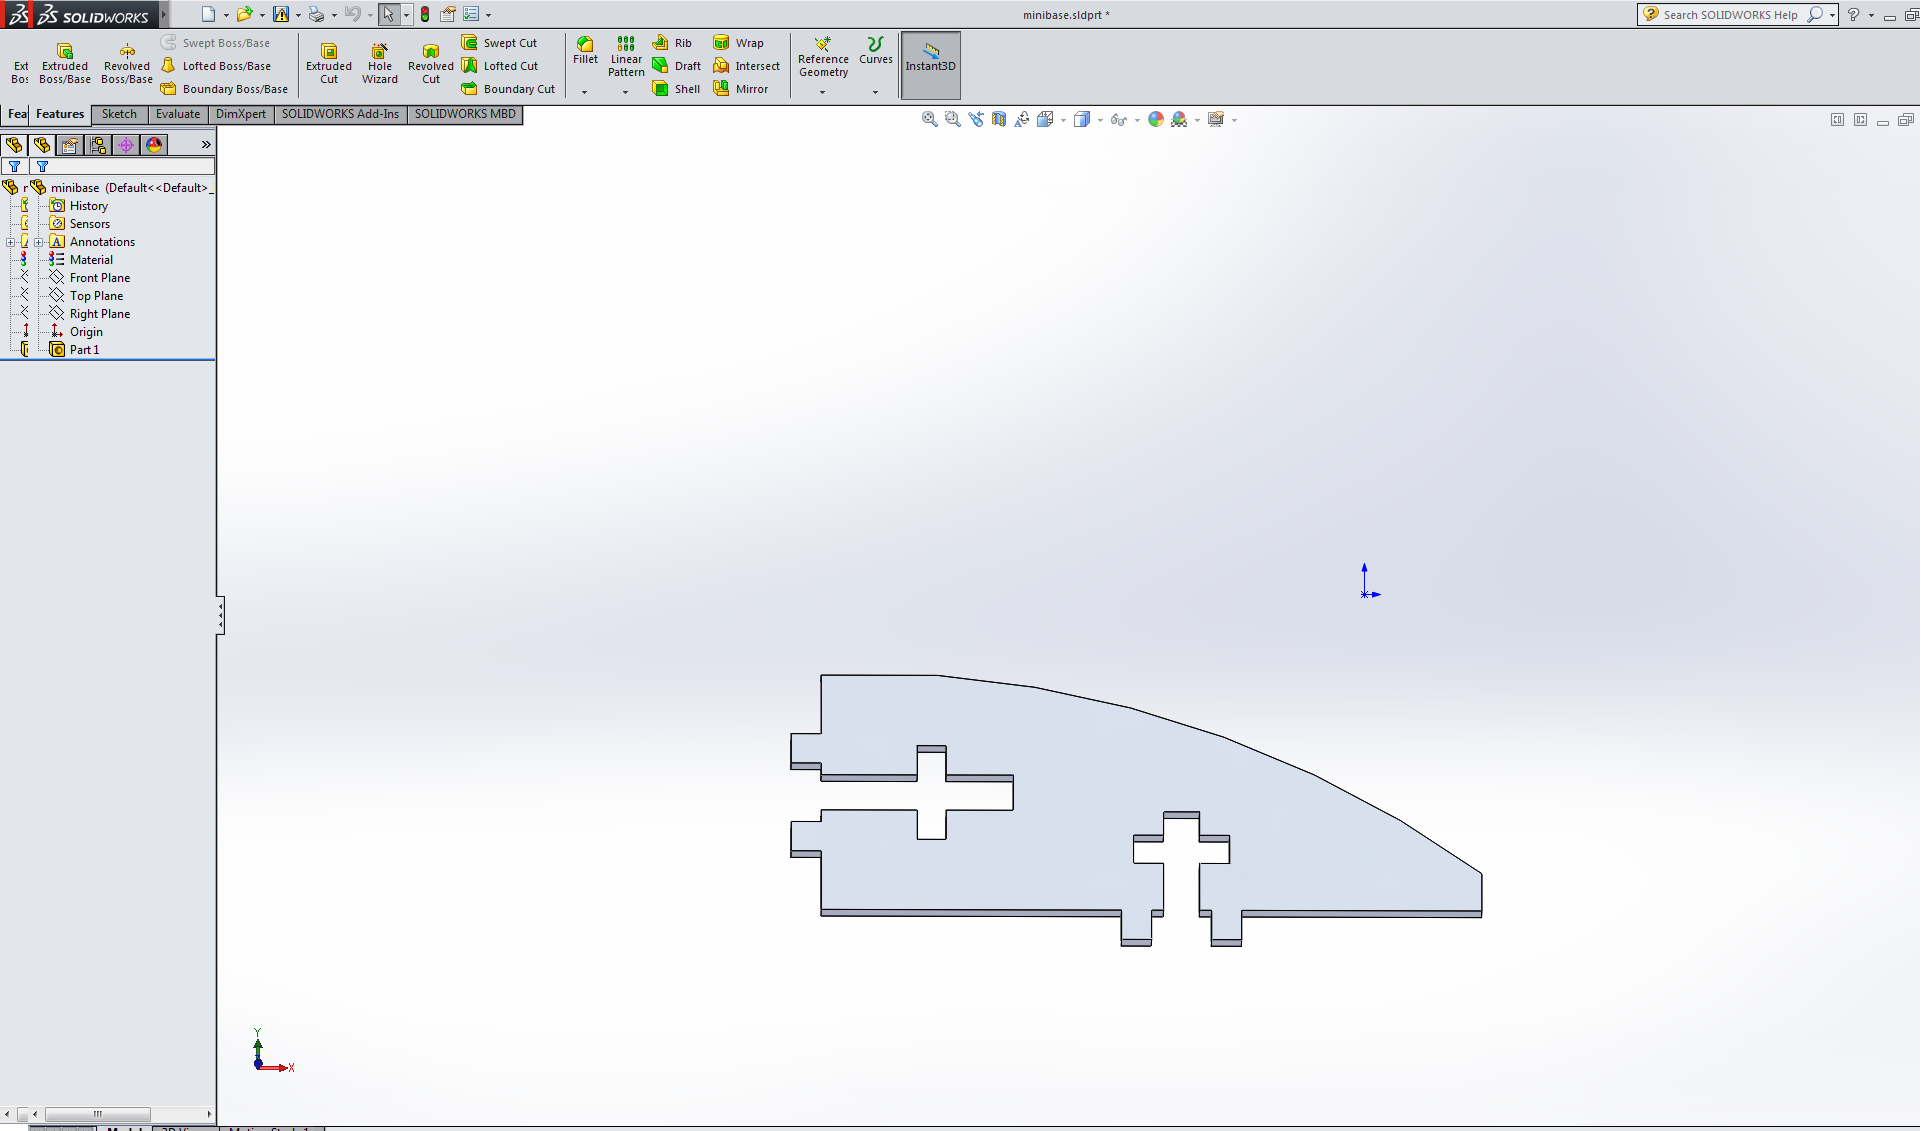 SOLIDWORKS
minibase.sldprt *
Search SOLIDWORKS Help
Ext
Bos
Extruded
Boss/Base
Revolved
Boss/Base
Swept Boss/Base
Lofted Boss/Base
Boundary Boss/Base
Extruded
Cut
Hole
Wizard
Revolved
Cut
Swept Cut
Lofted Cut
Boundary Cut
Fillet
Linear
Pattern
Rib
Draft
Shell
Wrap
Intersect
Mirror
Reference
Geometry
Curves
Instant3D
Fea
Features
Sketch
Evaluate
DimXpert
SOLIDWORKS Add-Ins
SOLIDWORKS MBD
minibase (Default<<Default>_
History
Sensors
Annotations
Material
Front Plane
Top Plane
Right Plane
Origin
Part 1
Y
X